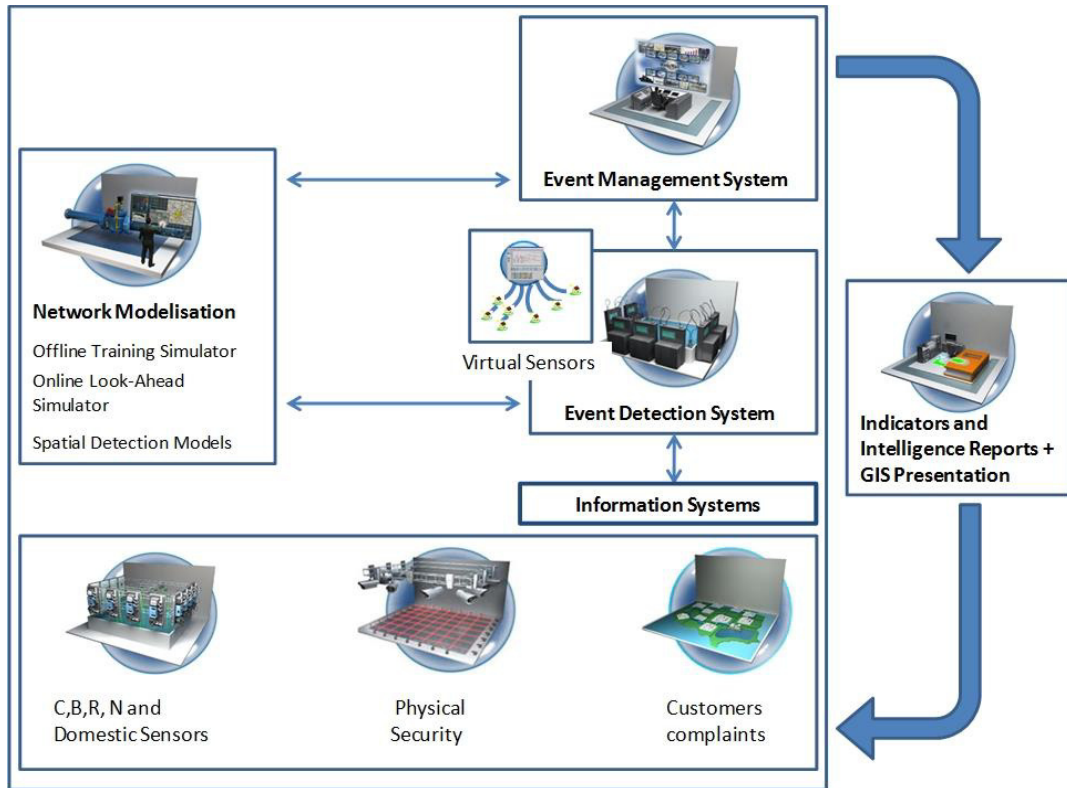 Event Management System
Network Modelisation
Offline Training Simulator
Online Look-Ahead
Simulator
Spatial Detection Models
Virtual Sensors
Event Detection System
Indicators and
Intelligence Reports +
GIS Presentation
Information Systems
C,B,R, N and
Domestic Sensors
Physical
Security
Customers
complaints